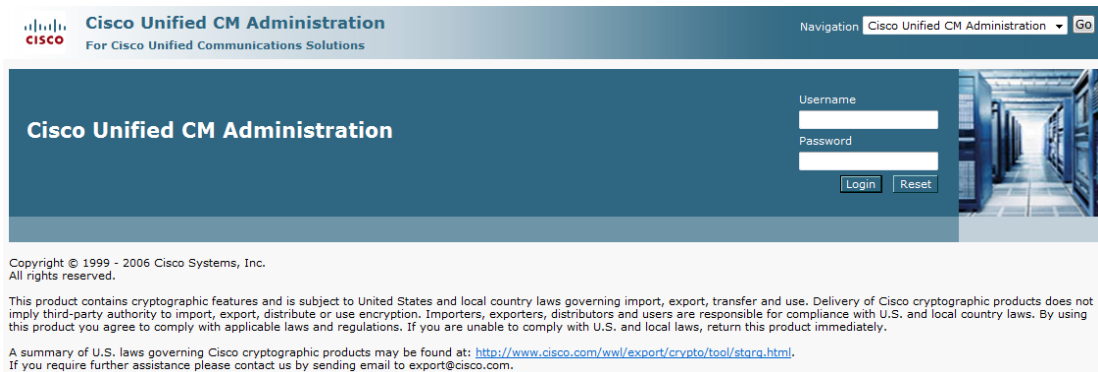 CISCO
Cisco Unified CM Administration
For Cisco Unified Communications Solutions
Navigation Cisco Unified CM Administration Go
Cisco Unified CM Administration
Username
Password
Login Reset
Copyright © 1999 - 2006 Cisco Systems, Inc.
All rights reserved.
This product contains cryptographic features and is subject to United States and local country laws governing import, export, transfer and use. Delivery of Cisco cryptographic products does not
imply third-party authority to import, export, distribute or use encryption. Importers, exporters, distributors and users are responsible for compliance with U.S. and local country laws. By using
this product you agree to comply with applicable laws and regulations. If you are unable to comply with U.S. and local laws, return this product immediately.
A summary of U.S. laws governing Cisco cryptographic products may be found at: http://www.cisco.com/wwl/export/crypto/tool/stqrg.html.
If you require further assistance please contact us by sending email to export@cisco.com.